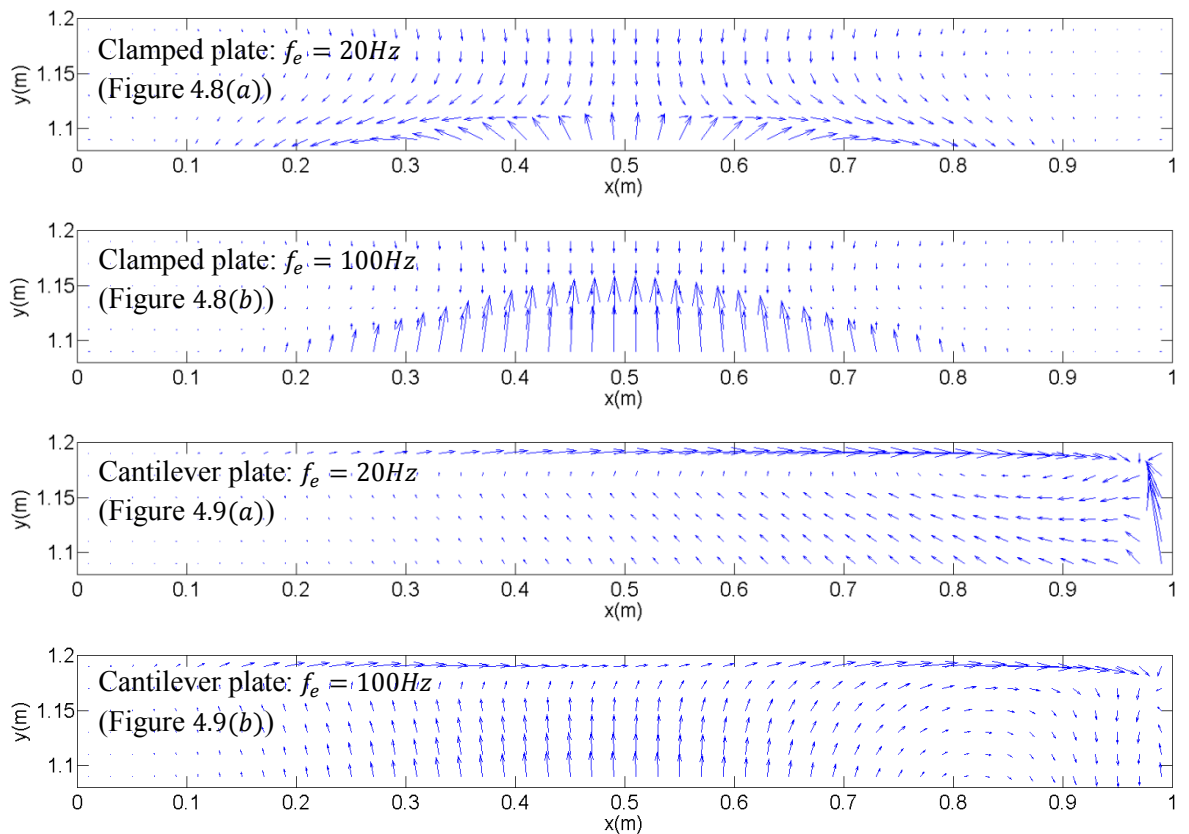 1.2
Clamped plate: f_e = 20Hz
1.15
y(m)
(Figure 4.8(a))
1.1
0 0.1 0.2 0.3 0.4 0.5 0.6 0.7 0.8 0.9 1
x(m)
1.2
Clamped plate: f_e = 100Hz
1.15
y(m)
(Figure 4.8(b))
1.1
0 0.1 0.2 0.3 0.4 0.5 0.6 0.7 0.8 0.9 1
x(m)
1.2
Cantilever plate: f_e = 20Hz
1.15
y(m)
(Figure 4.9(a))
1.1
0 0.1 0.2 0.3 0.4 0.5 0.6 0.7 0.8 0.9 1
x(m)
1.2
Cantilever plate: f_e = 100Hz
1.15
y(m)
(Figure 4.9(b))
1.1
0 0.1 0.2 0.3 0.4 0.5 0.6 0.7 0.8 0.9 1
x(m)